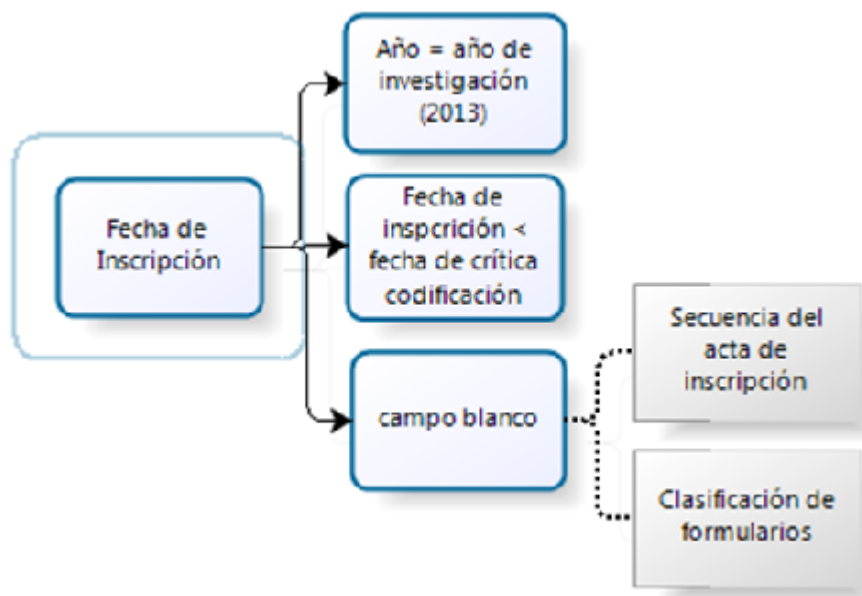 Año = año de
investigación
(2013)
Fecha de
Inscripción
Fecha de
inspcrición <
fecha de crítica
codificación
campo blanco
Secuencia del
acta de
inscripción
Clasificación de
formularios